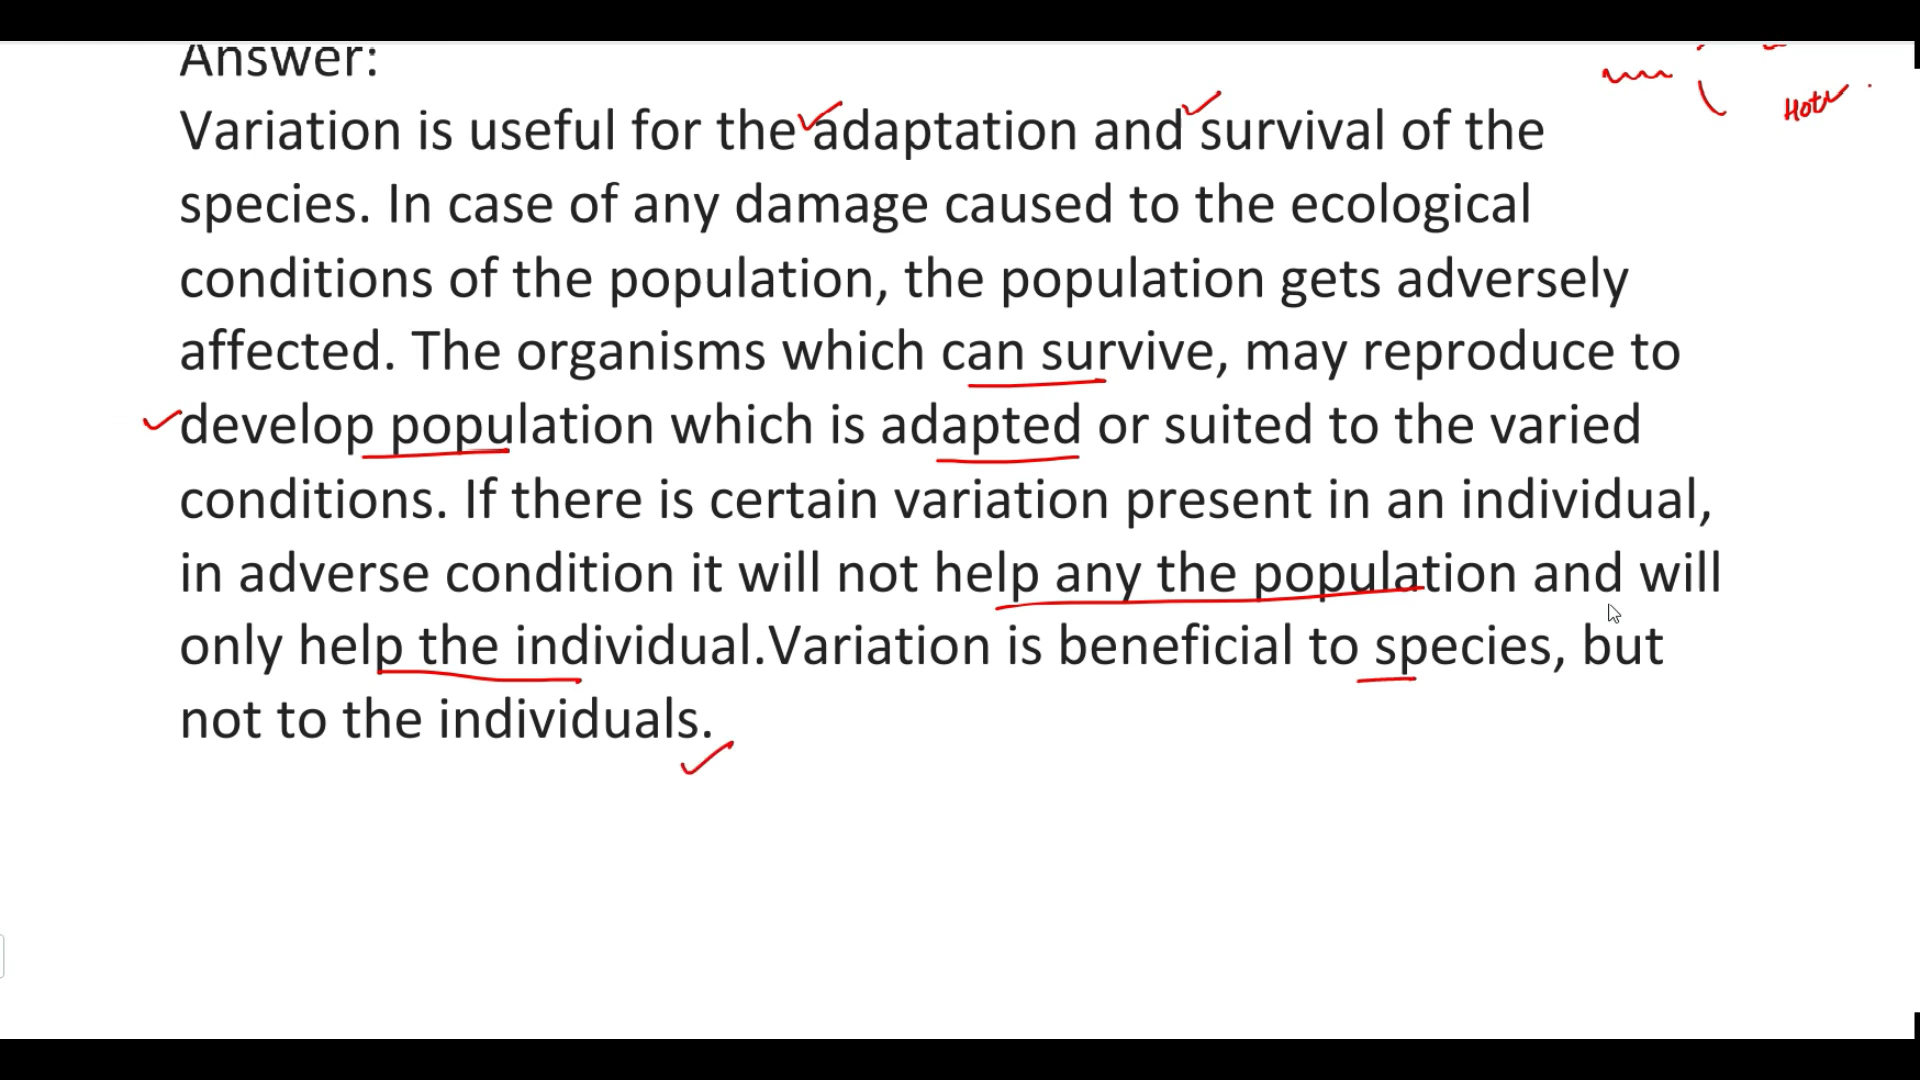 Answer:
Hot
Variation is useful for the adaptation and survival of the
species. In case of any damage caused to the ecological
conditions of the population, the population gets adversely
affected. The organisms which can survive, may reproduce to
develop population which is adapted or suited to the varied
conditions. If there is certain variation present in an individual,
in adverse condition it will not help any the population and will
only help the individual.Variation is beneficial to species, but
not to the individuals.